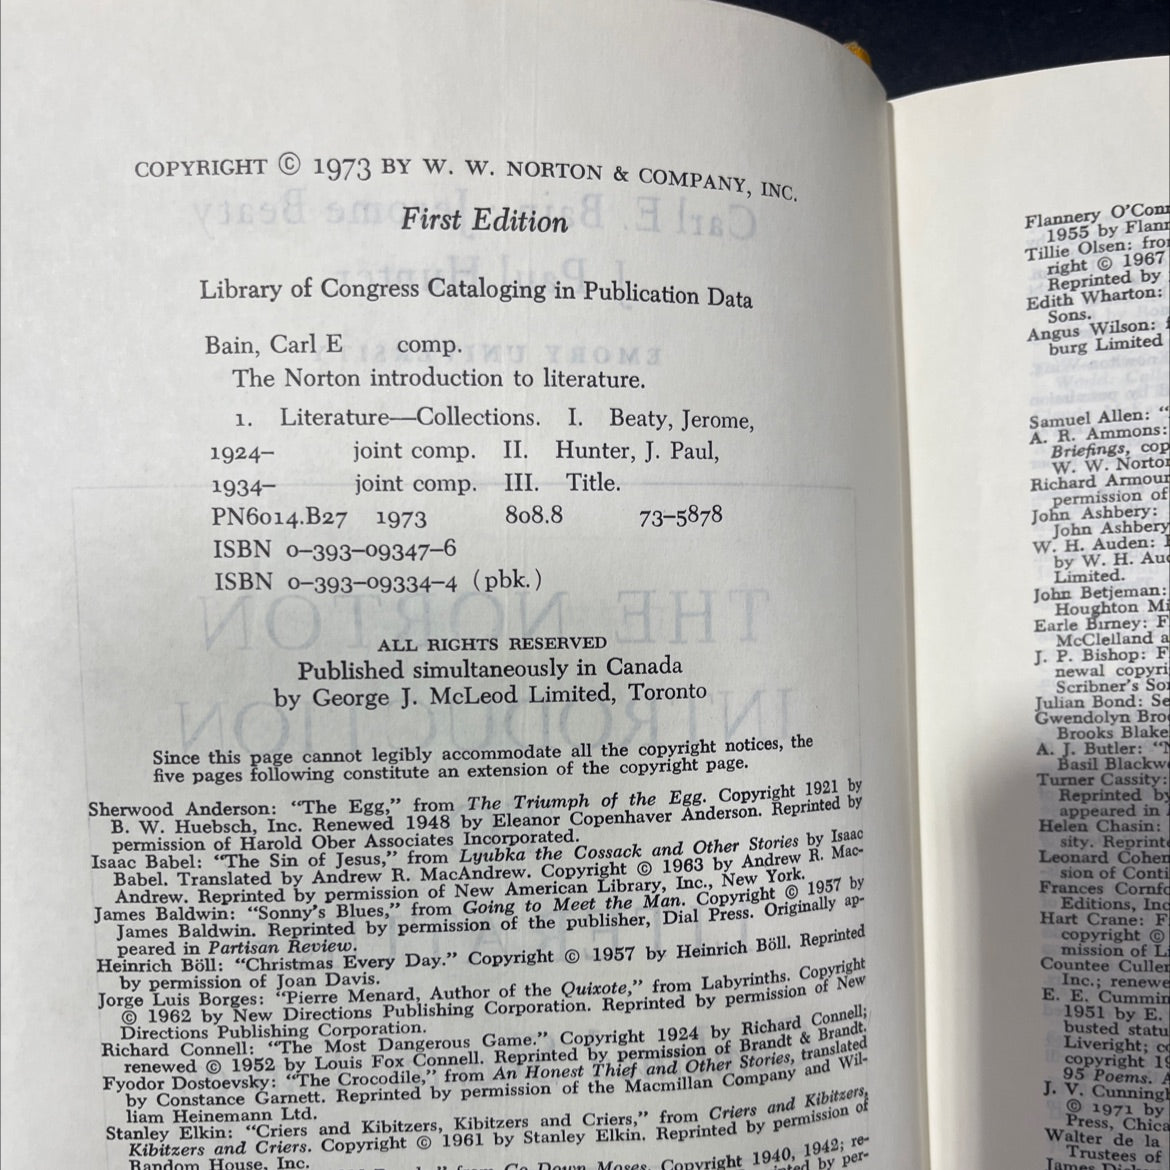 COPYRIGHT © 1973 BY W. W. NORTON & COMPANY, INC.
First Edition
Library of Congress Cataloging in Publication Data
Bain, Carl E comp.
The Norton introduction to literature.
1. Literature—Collections. I. Beaty, Jerome,
1924– joint comp. II. Hunter, J. Paul,
1934– joint comp. III. Title.
PN6014.B27 1973 808.8 73–5878
ISBN 0–393–09347–6
ISBN 0–393–09334–4 (pbk.)
ALL RIGHTS RESERVED
Published simultaneously in Canada
by George J. McLeod Limited, Toronto
Since this page cannot legibly accommodate all the copyright notices, the
five pages following constitute an extension of the copyright page.
Sherwood Anderson: "The Egg," from The Triumph of the Egg. Copyright 1921 by
B. W. Huebsch, Inc. Renewed 1948 by Eleanor Copenhaver Anderson. Reprinted by
permission of Harold Ober Associates Incorporated.
Isaac Babel: "The Sin of Jesus," from Lyubka the Cossack and Other Stories by Isaac
Babel. Translated by Andrew R. MacAndrew. Copyright © 1963 by Andrew R. Mac-
Andrew. Reprinted by permission of New American Library, Inc., New York.
James Baldwin: "Sonny's Blues," from Going to Meet the Man. Copyright © 1957 by
James Baldwin. Reprinted by permission of the publisher, Dial Press. Originally ap-
peared in Partisan Review.
Heinrich Böll: "Christmas Every Day." Copyright © 1957 by Heinrich Böll. Reprinted
by permission of Joan Davis.
Jorge Luis Borges: "Pierre Menard, Author of the Quixote," from Labyrinths. Copyright
© 1962 by New Directions Publishing Corporation. Reprinted by permission of New
Directions Publishing Corporation.
Richard Connell: "The Most Dangerous Game." Copyright 1924 by Richard Connell;
renewed © 1952 by Louis Fox Connell. Reprinted by permission of Brandt & Brandt.
Fyodor Dostoevsky: "The Crocodile," from An Honest Thief and Other Stories, translated
by Constance Garnett. Reprinted by permission of the Macmillan Company and Wil-
liam Heinemann Ltd.
Stanley Elkin: "Criers and Kibitzers, Kibitzers and Criers," from Criers and Kibitzers,
Kibitzers and Criers. Copyright © 1961 by Stanley Elkin. Reprinted by permission of
Random House, Inc.
from Go Down Moses. Copyright 1940, 1942; re-
by per-
Flannery O'Conn
1955 by Flann
Tillie Olsen: fro
right © 1967
Reprinted by
Edith Wharton:
Sons.
Angus Wilson:
burg Limited
Samuel Allen: "
A. R. Ammons:
Briefings, cop
W. W. Norton
Richard Armour
permission of
John Ashbery:
John Ashbery
W. H. Auden:
by W. H. Aud
Limited.
John Betjeman:
Houghton Mi
Earle Birney: F
McClelland a
J. P. Bishop: F
newal copyri
Scribner's Son
Julian Bond: Se
Gwendolyn Broo
Brooks Blake
A. J. Butler: "N
Basil Blackwe
Turner Cassity:
Reprinted by
appeared in
Helen Chasin:
sity. Reprinte
Leonard Cohen
sion of Conti
Frances Cornfo
Editions, Inc
Hart Crane: F
copyright ©
mission of Li
Countee Cullen
Inc.; renewe
E. E. Cummin
1951 by E.
busted statu
Liveright; co
copyright 19
95 Poems. A
J. V. Cunningh
© 1971 by
Press, Chica
Walter de la
Trustees of